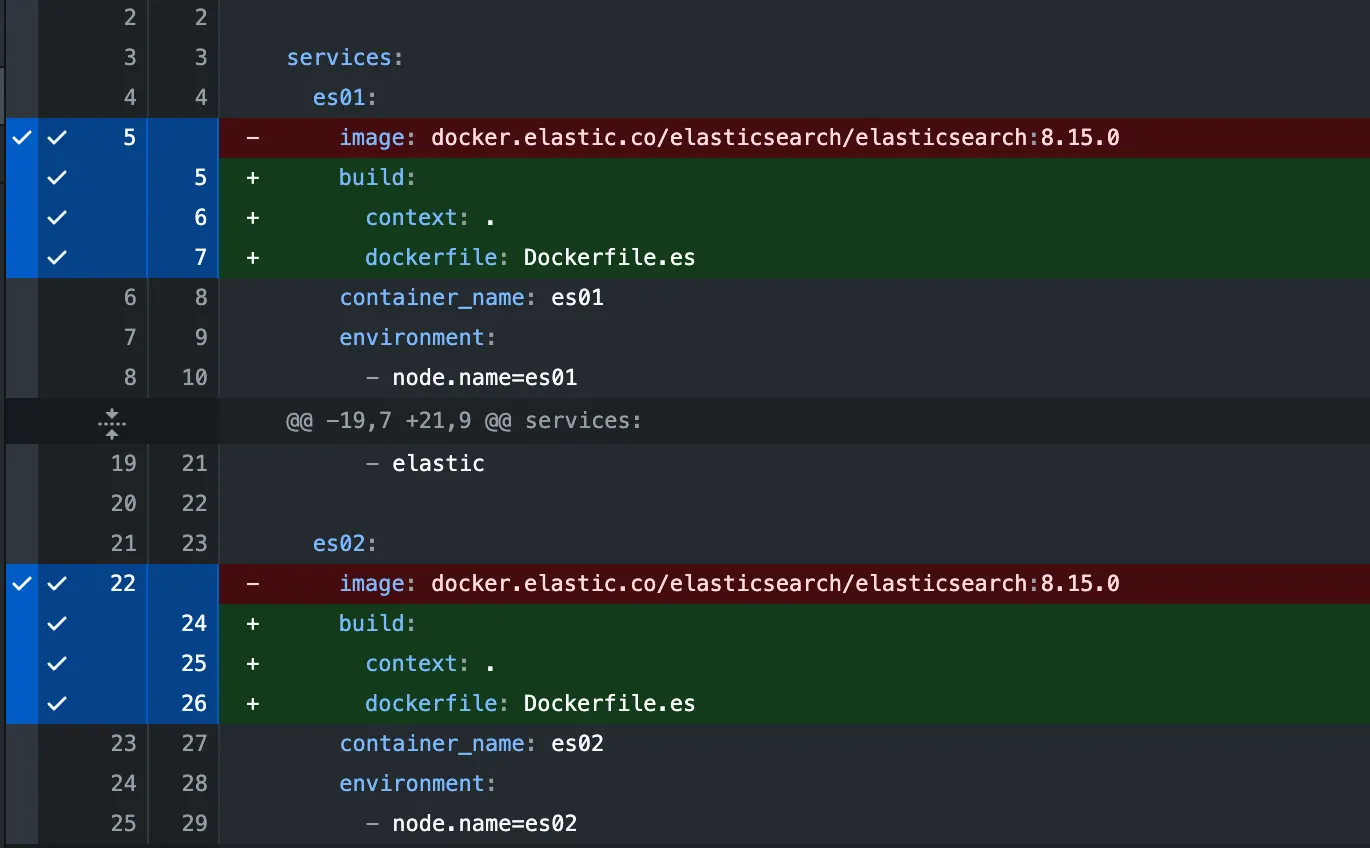 2 2
3 3 services:
4 4 es01:
5 - image: docker.elastic.co/elasticsearch/elasticsearch:8.15.0
5 + build:
6 + context: .
7 + dockerfile: Dockerfile.es
6 8 container_name: es01
7 9 environment:
8 10 - node.name=es01
@@ -19,7 +21,9 @@ services:
19 21 - elastic
20 22
21 23 es02:
22 - image: docker.elastic.co/elasticsearch/elasticsearch:8.15.0
24 + build:
25 + context: .
26 + dockerfile: Dockerfile.es
23 27 container_name: es02
24 28 environment:
25 29 - node.name=es02